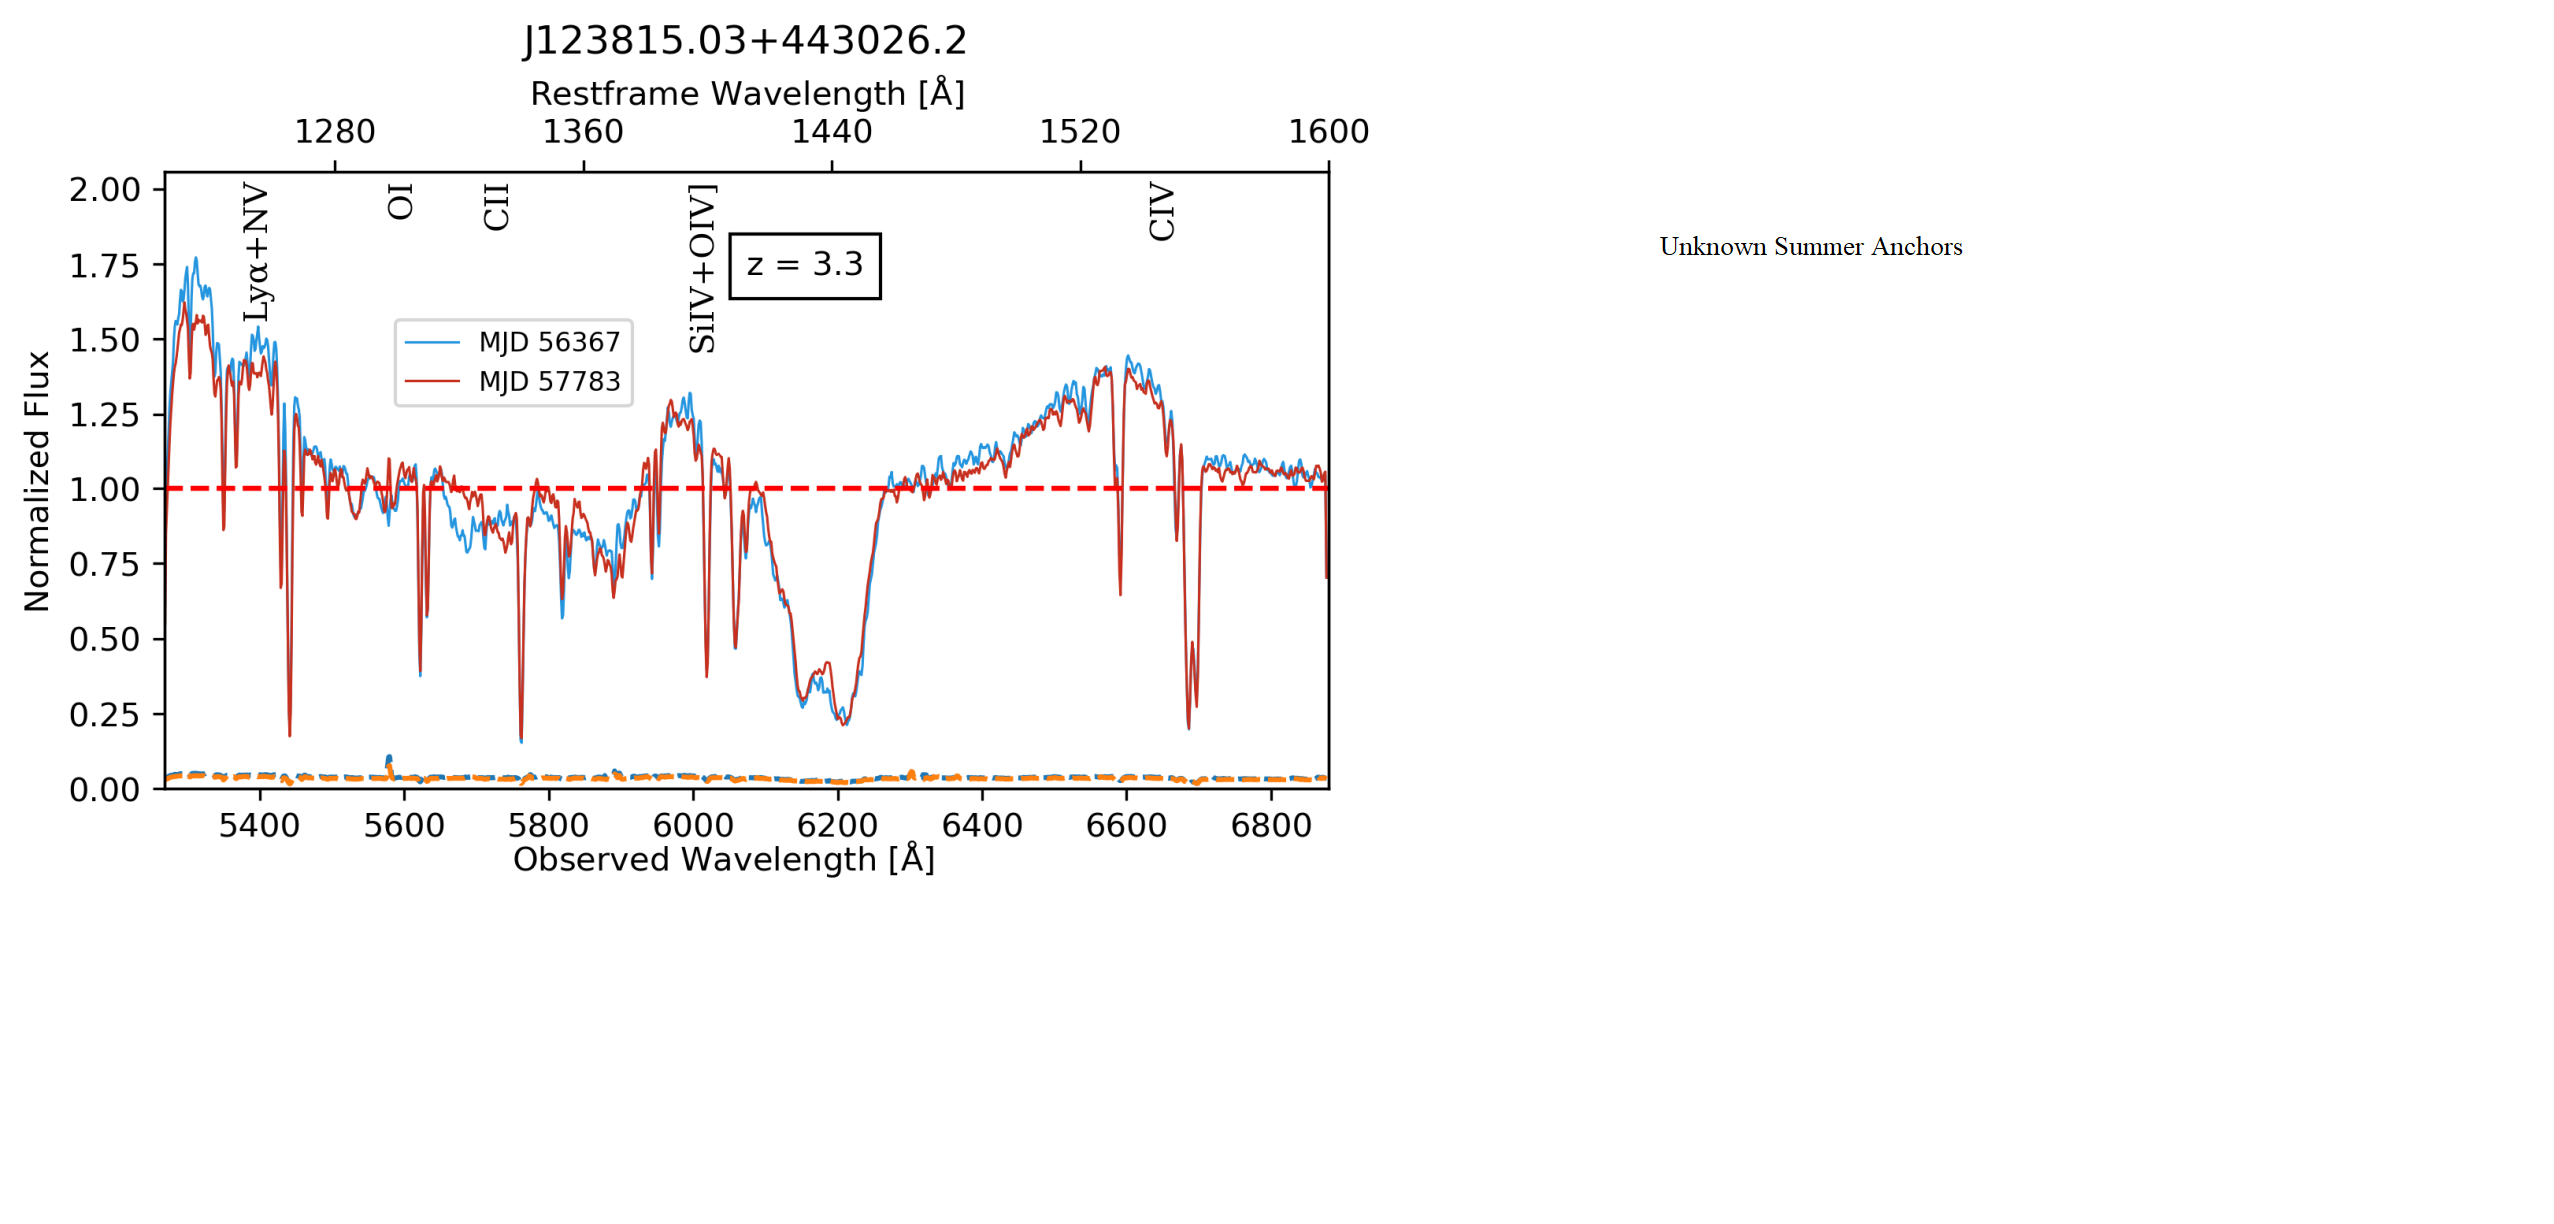 J123815.03+443026.2
Restframe Wavelength [Å]
1280 1360 1440 1520 1600
Lyα+NV
OI
CII
SiIV+OIV]
CIV
z = 3.3
MJD 56367
MJD 57783
Normalized Flux
2.00
1.75
1.50
1.25
1.00
0.75
0.50
0.25
0.00
5400 5600 5800 6000 6200 6400 6600 6800
Observed Wavelength [Å]
Unknown Summer Anchors